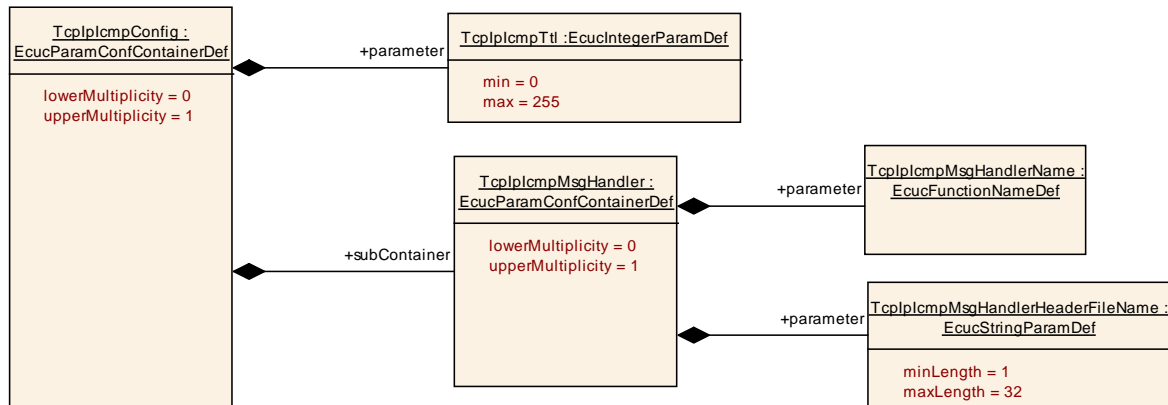 TcpIpIcmpConfig :
EcucParamConfContainerDef
lowerMultiplicity = 0
upperMultiplicity = 1
+parameter
TcpIpIcmpTtl :EcucIntegerParamDef
min = 0
max = 255
+subContainer
TcpIpIcmpMsgHandler :
EcucParamConfContainerDef
lowerMultiplicity = 0
upperMultiplicity = 1
+parameter
TcpIpIcmpMsgHandlerName :
EcucFunctionNameDef
+parameter
TcpIpIcmpMsgHandlerHeaderFileName :
EcucStringParamDef
minLength = 1
maxLength = 32